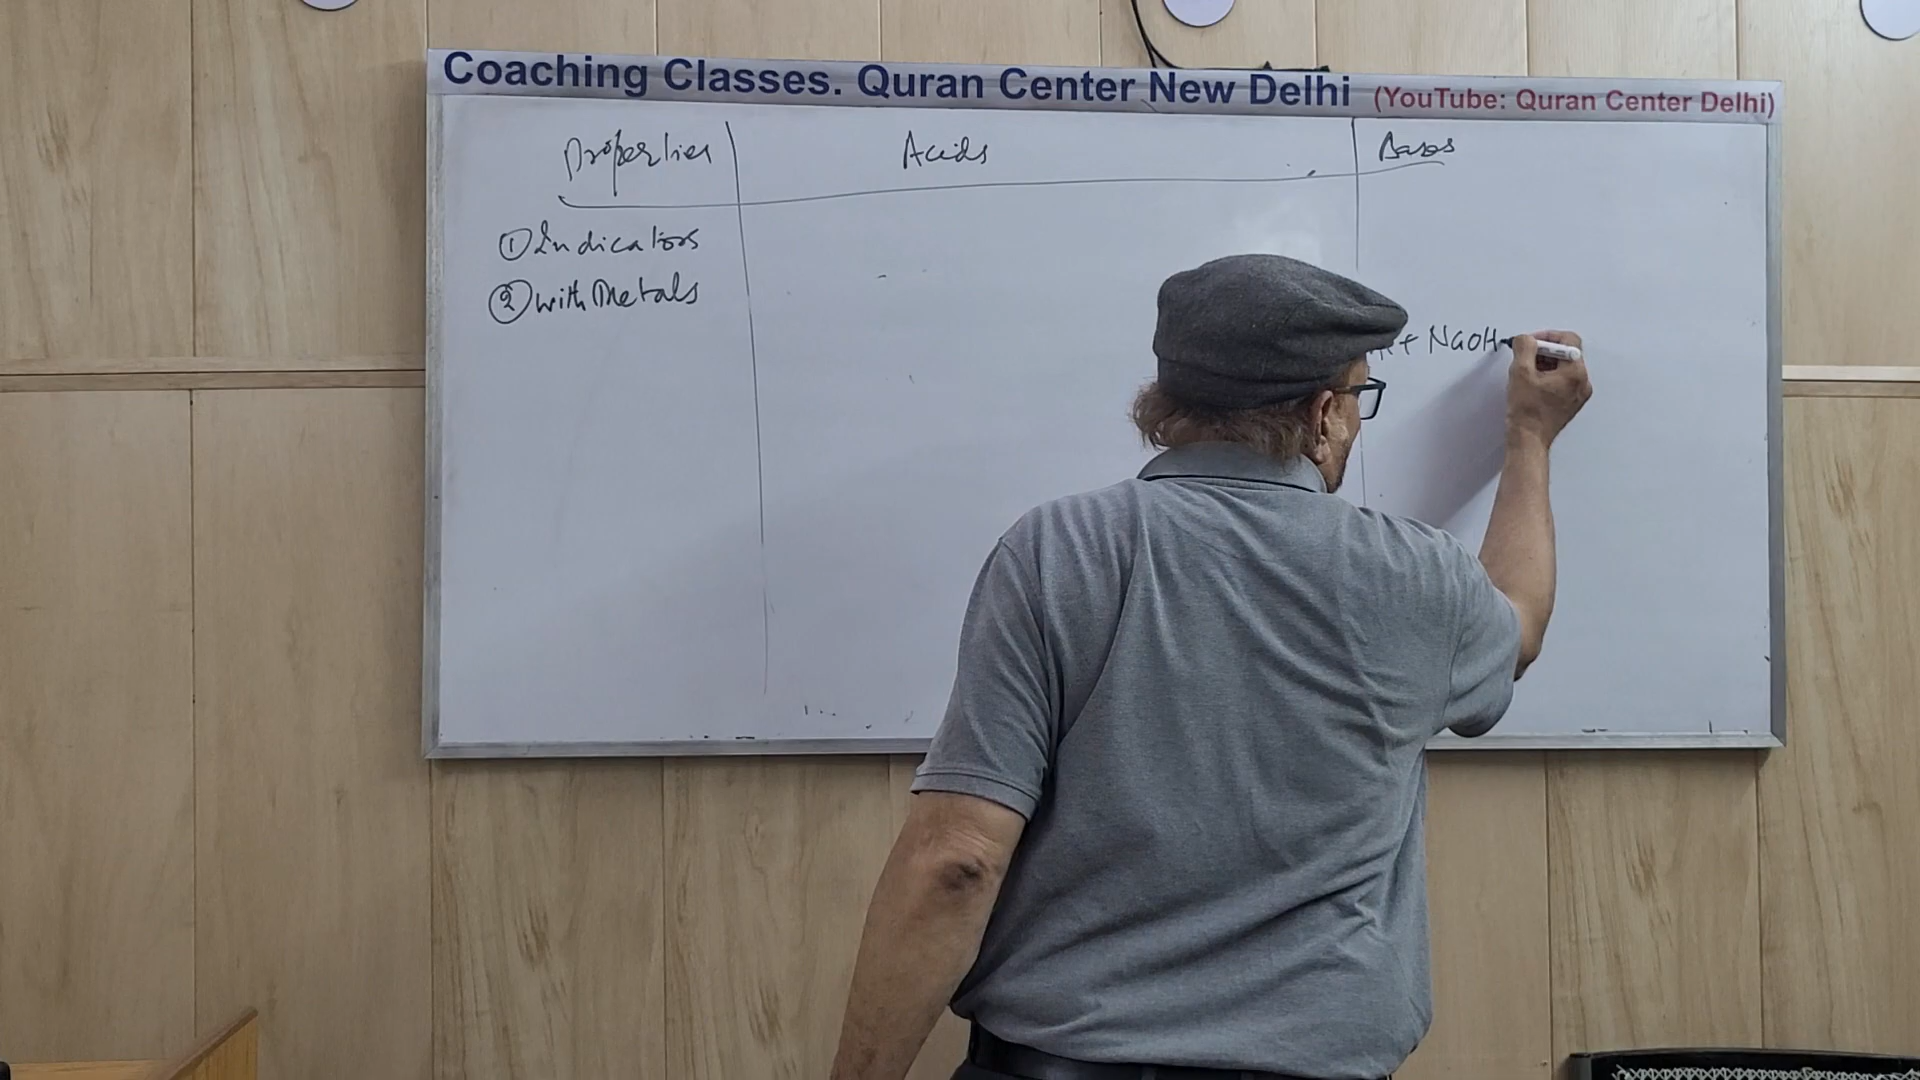 Coaching Classes. Quran Center New Delhi (YouTube: Quran Center Delhi)
Properties Acids Bases
① Indicators
② with Metals
+ NaOH